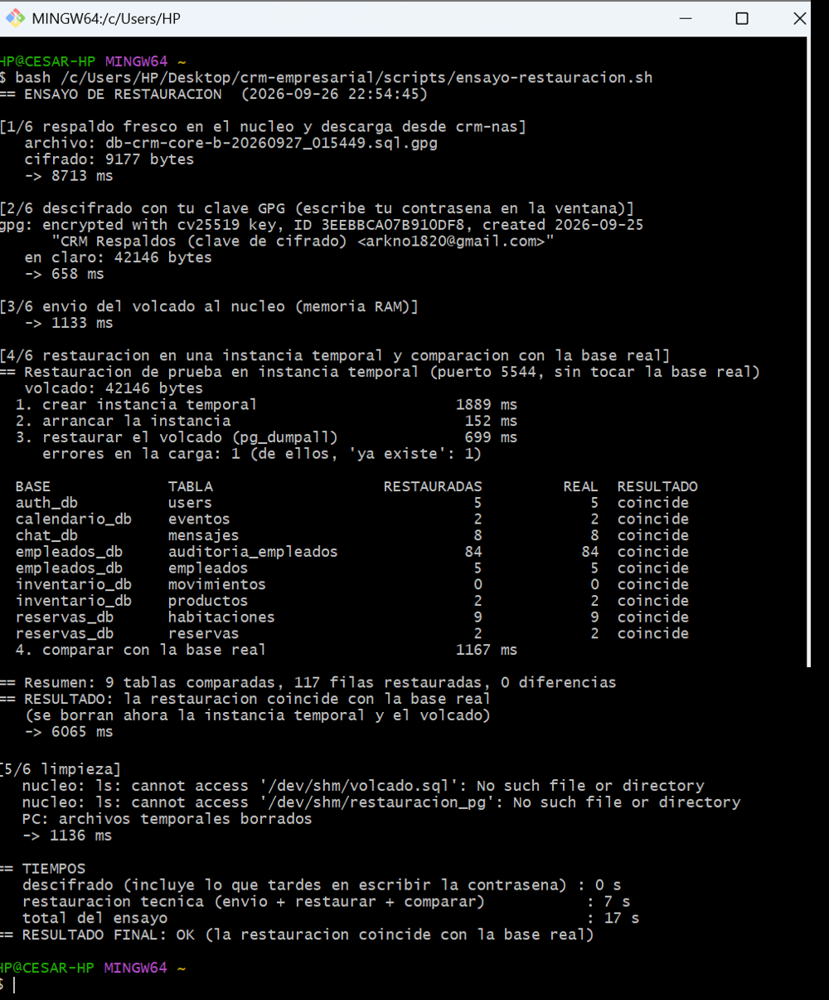 MINGW64:/c/Users/HP
HP@CESAR-HP MINGW64 ~
$ bash /c/Users/HP/Desktop/crm-empresarial/scripts/ensayo-restauracion.sh
== ENSAYO DE RESTAURACION  (2026-09-26 22:54:45)
[1/6 respaldo fresco en el nucleo y descarga desde crm-nas]
archivo: db-crm-core-b-20260927_015449.sql.gpg
cifrado: 9177 bytes
-> 8713 ms
[2/6 descifrado con tu clave GPG (escribe tu contrasena en la ventana)]
gpg: encrypted with cv25519 key, ID 3EEBBCA07B910DF8, created 2026-09-25
"CRM Respaldos (clave de cifrado) <arkno1820@gmail.com>"
en claro: 42146 bytes
-> 658 ms
[3/6 envio del volcado al nucleo (memoria RAM)]
-> 1133 ms
[4/6 restauracion en una instancia temporal y comparacion con la base real]
== Restauracion de prueba en instancia temporal (puerto 5544, sin tocar la base real)
volcado: 42146 bytes
1. crear instancia temporal 1889 ms
2. arrancar la instancia 152 ms
3. restaurar el volcado (pg_dumpall) 699 ms
errores en la carga: 1 (de ellos, 'ya existe': 1)
BASE TABLA RESTAURADAS REAL RESULTADO
auth_db users 5 5 coincide
calendario_db eventos 2 2 coincide
chat_db mensajes 8 8 coincide
empleados_db auditoria_empleados 84 84 coincide
empleados_db empleados 5 5 coincide
inventario_db movimientos 0 0 coincide
inventario_db productos 2 2 coincide
reservas_db habitaciones 9 9 coincide
reservas_db reservas 2 2 coincide
4. comparar con la base real 1167 ms
== Resumen: 9 tablas comparadas, 117 filas restauradas, 0 diferencias
== RESULTADO: la restauracion coincide con la base real
(se borran ahora la instancia temporal y el volcado)
-> 6065 ms
[5/6 limpieza]
nucleo: ls: cannot access '/dev/shm/volcado.sql': No such file or directory
nucleo: ls: cannot access '/dev/shm/restauracion_pg': No such file or directory
PC: archivos temporales borrados
-> 1136 ms
== TIEMPOS
descifrado (incluye lo que tardes en escribir la contrasena) : 0 s
restauracion tecnica (envio + restaurar + comparar) : 7 s
total del ensayo : 17 s
== RESULTADO FINAL: OK (la restauracion coincide con la base real)
HP@CESAR-HP MINGW64 ~
$